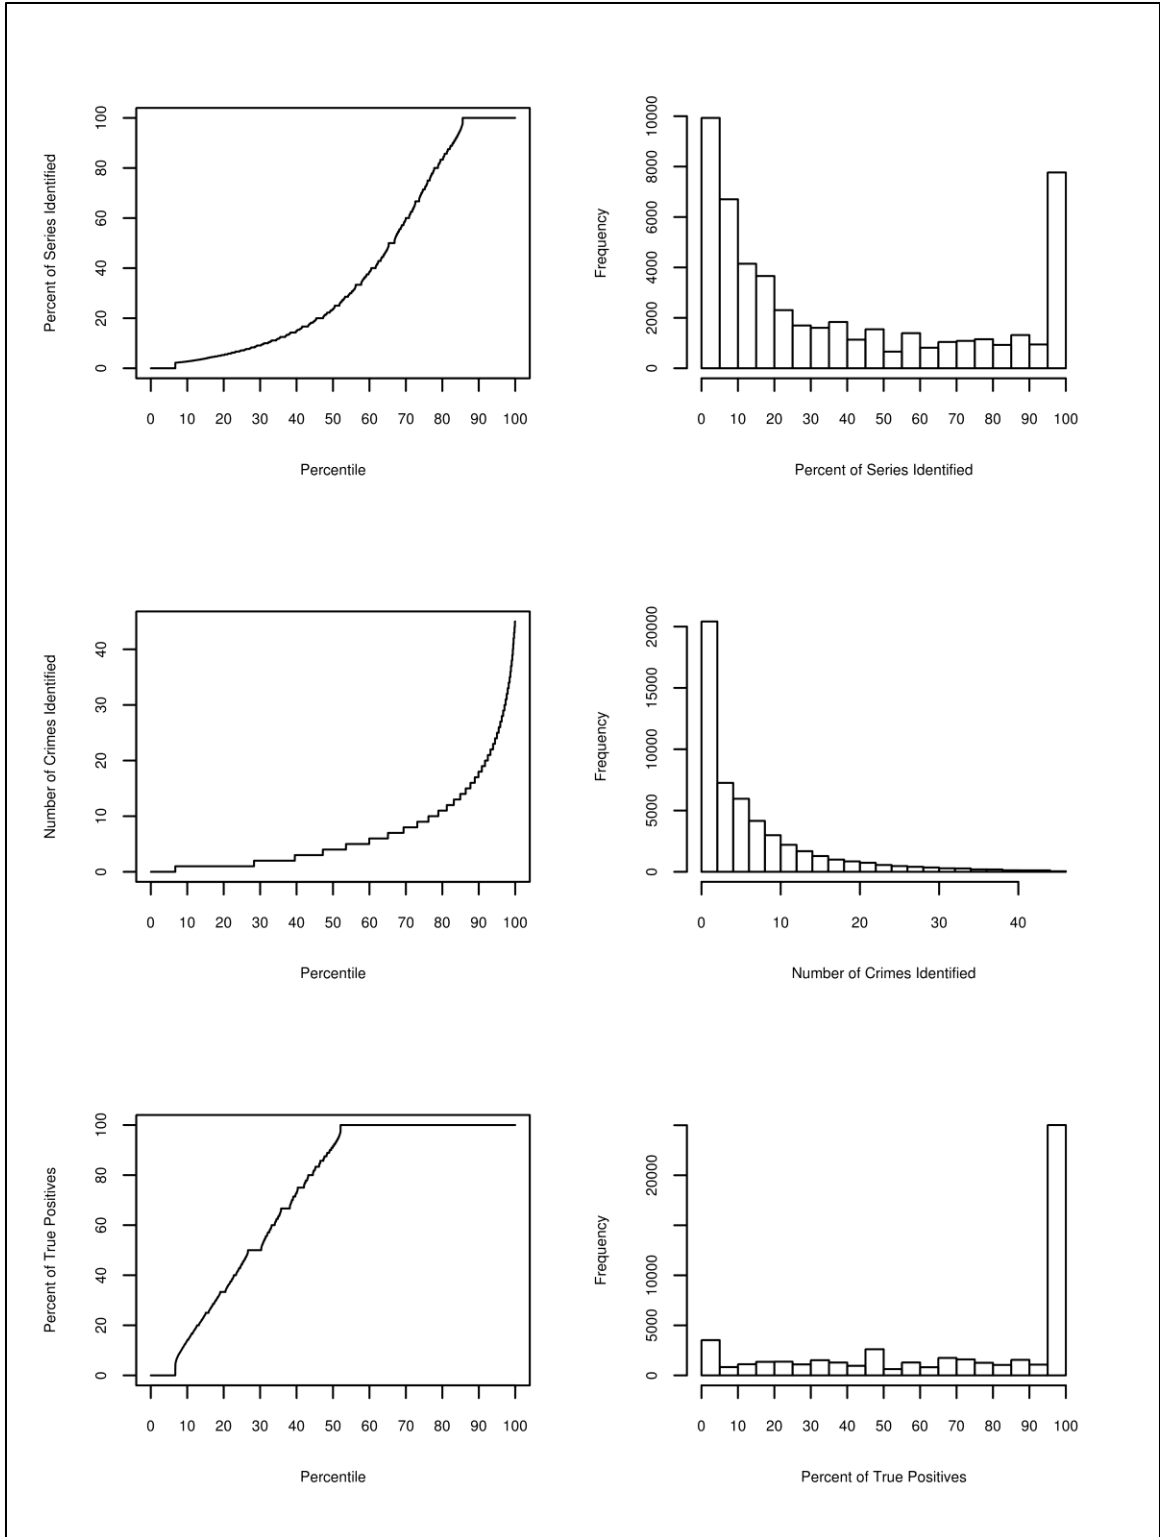 Percent of Series Identified
100
80
60
40
20
0
0 10 20 30 40 50 60 70 80 90 100
Percentile
Frequency
10000
8000
6000
4000
2000
0
0 10 20 30 40 50 60 70 80 90 100
Percent of Series Identified
Number of Crimes Identified
40
30
20
10
0
0 10 20 30 40 50 60 70 80 90 100
Percentile
Frequency
20000
15000
10000
5000
0
0 10 20 30 40
Number of Crimes Identified
Percent of True Positives
100
80
60
40
20
0
0 10 20 30 40 50 60 70 80 90 100
Percentile
Frequency
20000
10000
5000
0
0 10 20 30 40 50 60 70 80 90 100
Percent of True Positives